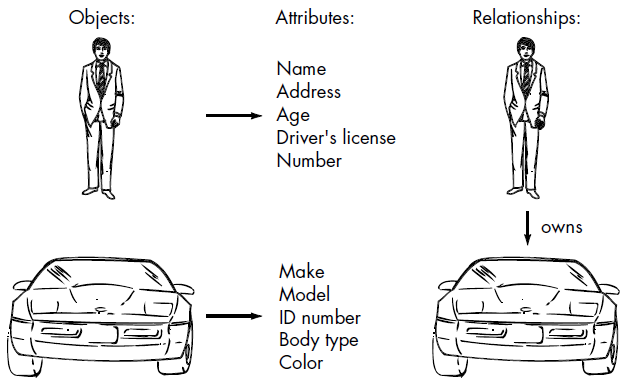 Objects:
Attributes:
Relationships:
Name
Address
Age
Driver's license
Number
owns
Make
Model
ID number
Body type
Color